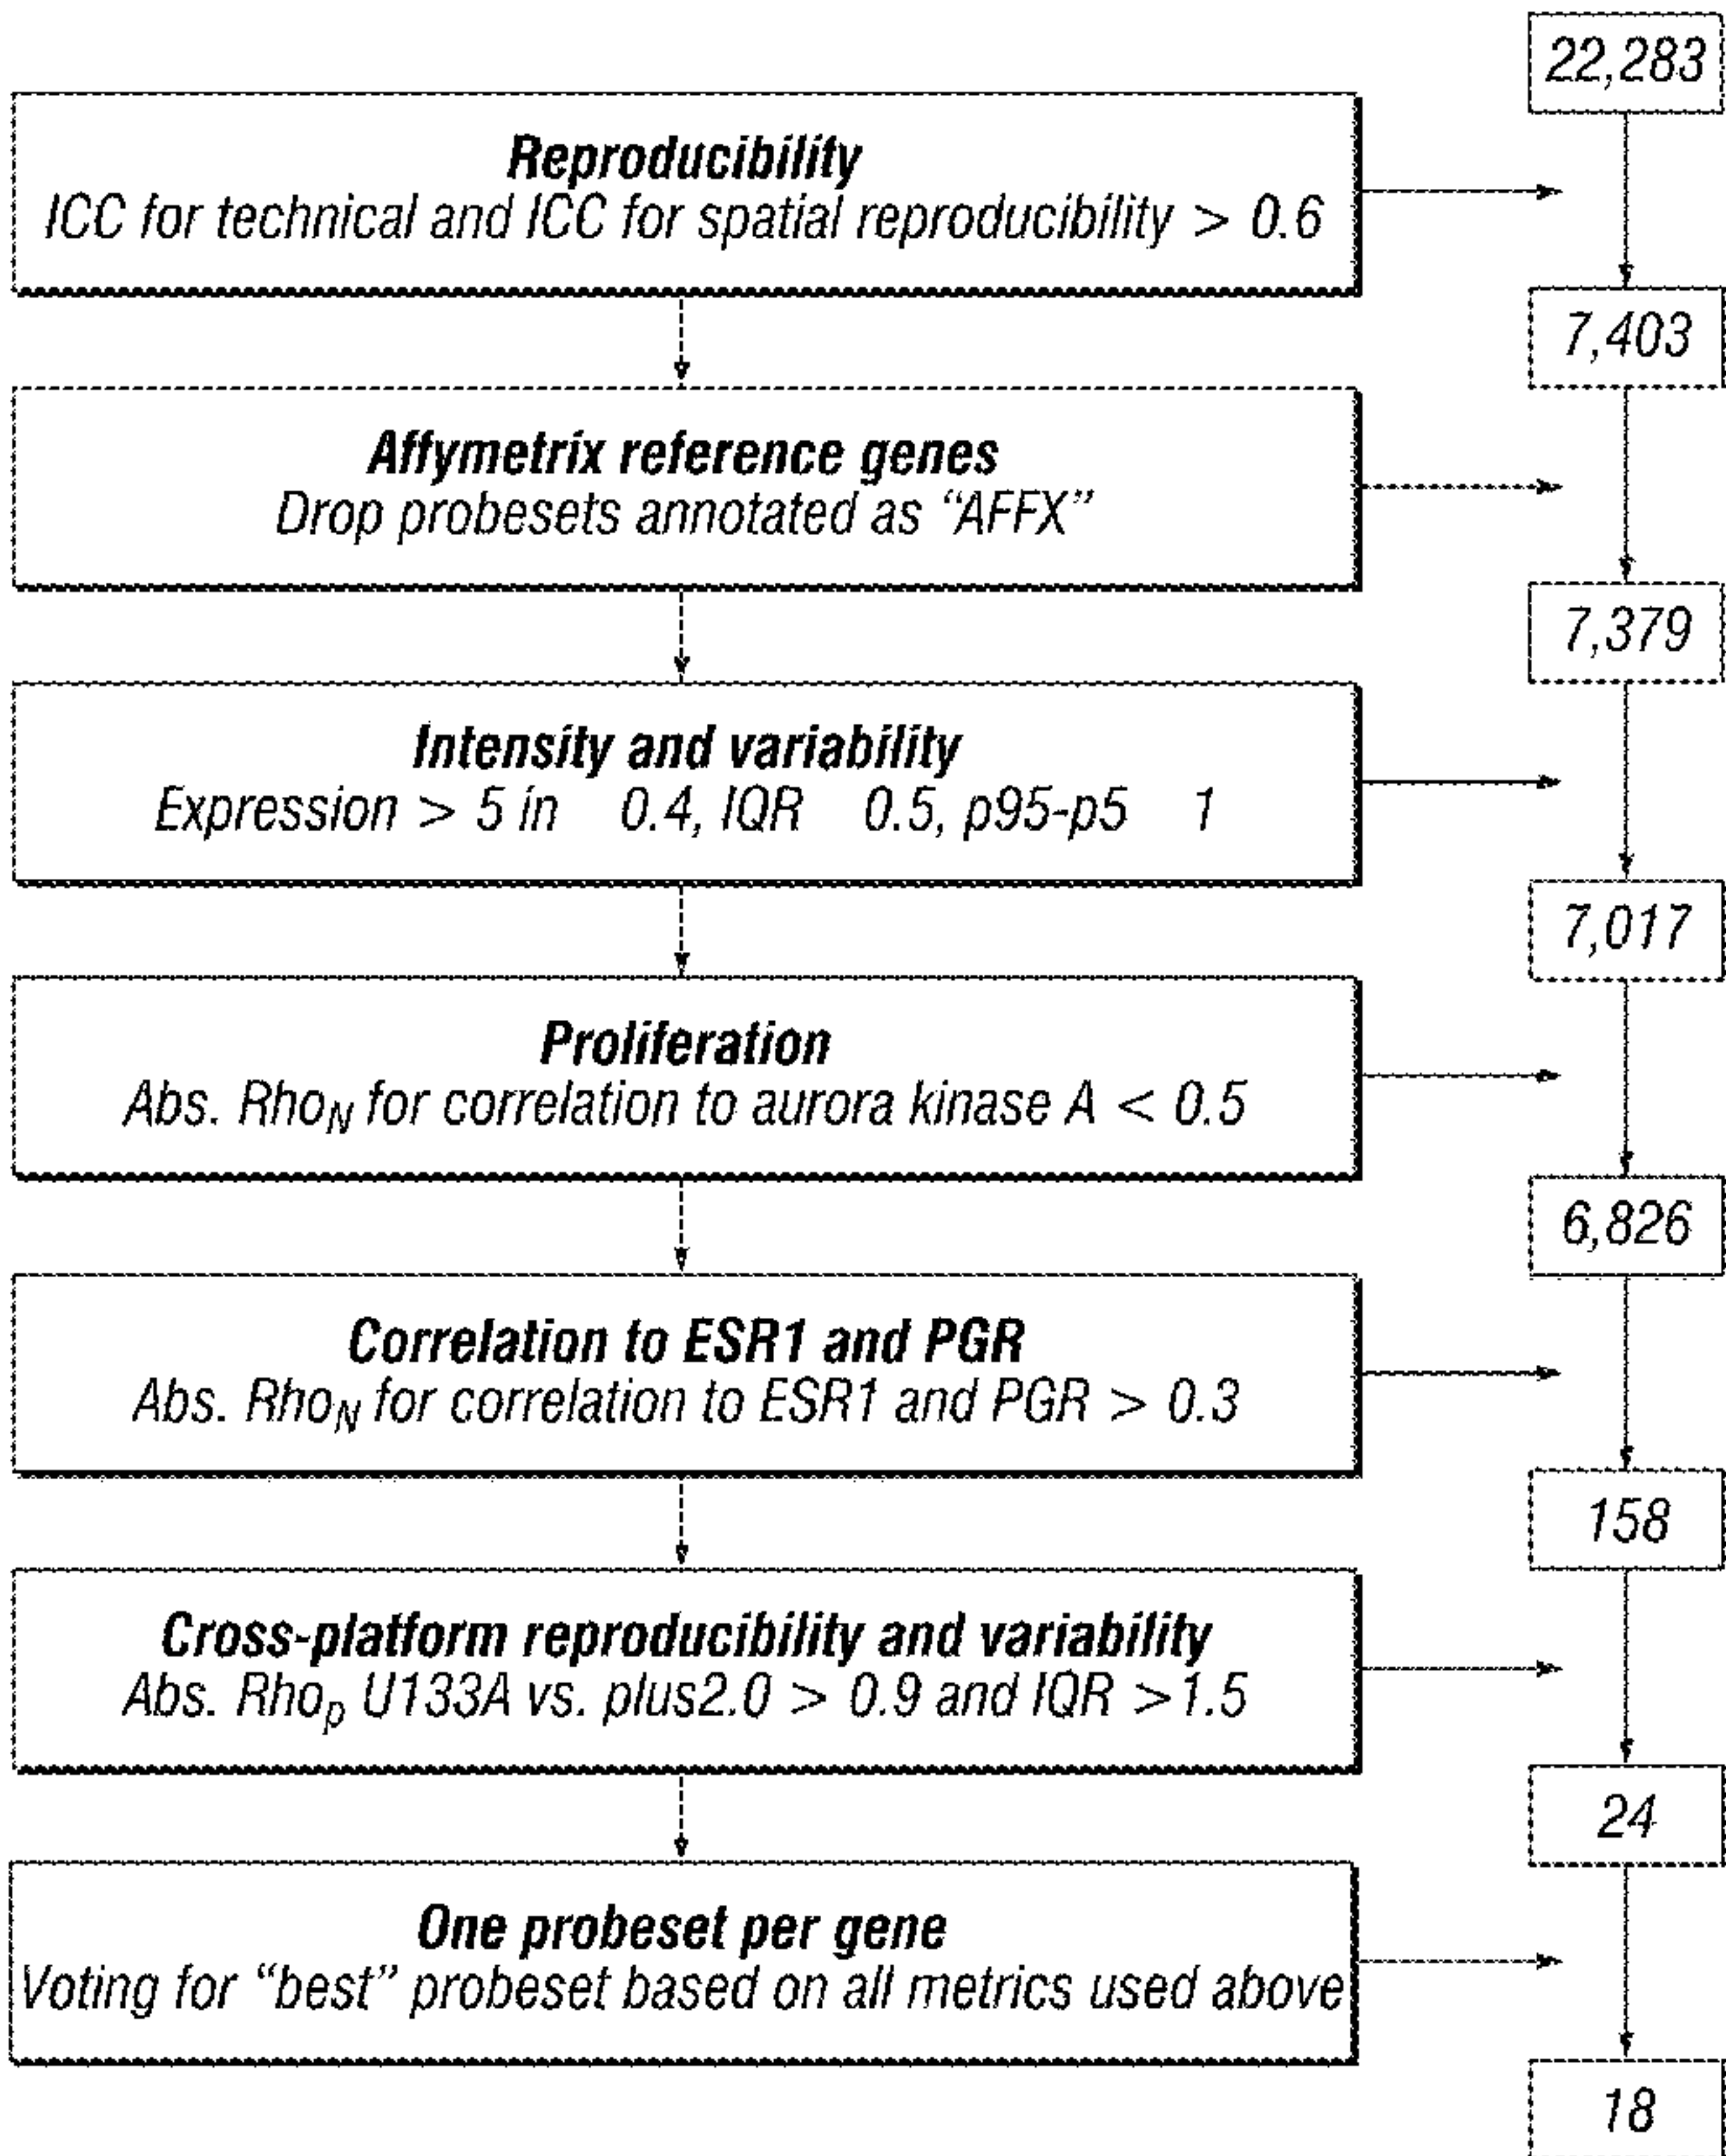 22,283
Reproducibility
ICC for technical and ICC for spatial reproducibility > 0.6
7,403
Affymetrix reference genes
Drop probesets annotated as “AFFX”
7,379
Intensity and variability
Expression > 5 in 0.4, IQR 0.5, p95-p5 1
7,017
Proliferation
Abs. RhoN for correlation to aurora kinase A < 0.5
6,826
Correlation to ESR1 and PGR
Abs. RhoN for correlation to ESR1 and PGR > 0.3
158
Cross-platform reproducibility and variability
Abs. Rhop U133A vs. plus2.0 > 0.9 and IQR >1.5
24
One probeset per gene
Voting for “best” probeset based on all metrics used above
18